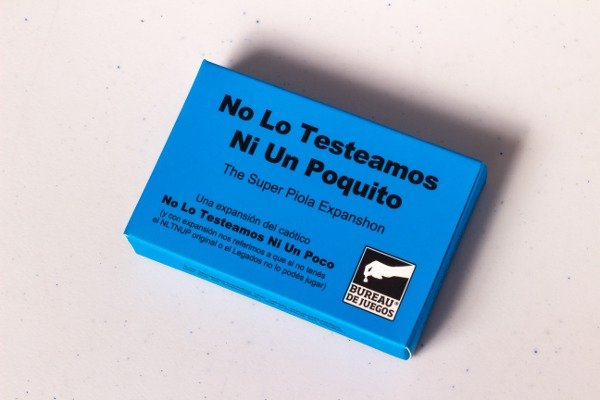 No Lo Testeamos
Ni Un Poquito
The Super Piola Expanshon
Una expansión del caótico
No Lo Testeamos Ni Un Poco
(y con expansión nos referimos a que si no tenés
el NLTNUP original o el Legados no lo podés jugar)
BUREAU®
DE JUEGOS